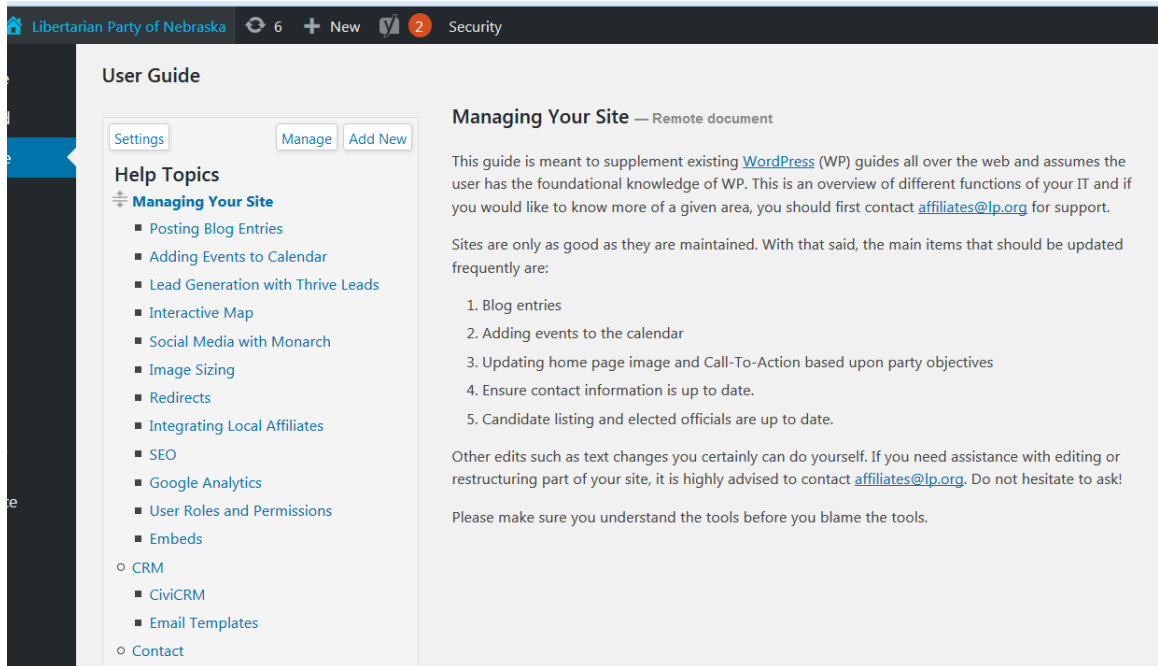 Libertarian Party of Nebraska 6 New 2 Security
User Guide
Settings Manage Add New
Help Topics
Managing Your Site
Posting Blog Entries
Adding Events to Calendar
Lead Generation with Thrive Leads
Interactive Map
Social Media with Monarch
Image Sizing
Redirects
Integrating Local Affiliates
SEO
Google Analytics
User Roles and Permissions
Embeds
CRM
CiviCRM
Email Templates
Contact
Managing Your Site — Remote document
This guide is meant to supplement existing WordPress (WP) guides all over the web and assumes the
user has the foundational knowledge of WP. This is an overview of different functions of your IT and if
you would like to know more of a given area, you should first contact affiliates@lp.org for support.
Sites are only as good as they are maintained. With that said, the main items that should be updated
frequently are:
1. Blog entries
2. Adding events to the calendar
3. Updating home page image and Call-To-Action based upon party objectives
4. Ensure contact information is up to date.
5. Candidate listing and elected officials are up to date.
Other edits such as text changes you certainly can do yourself. If you need assistance with editing or
restructuring part of your site, it is highly advised to contact affiliates@lp.org. Do not hesitate to ask!
Please make sure you understand the tools before you blame the tools.